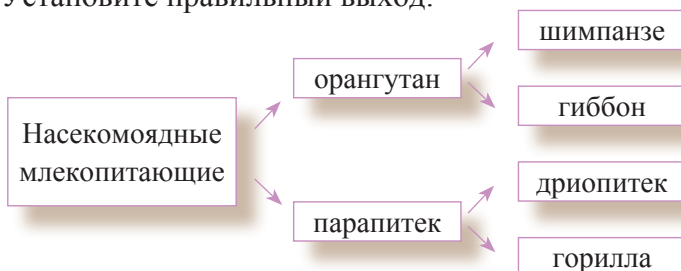 Установите правильный выход:
шимпанзе
орангутан
гиббон
Насекомоядные
млекопитающие
дриопитек
парапитек
горилла